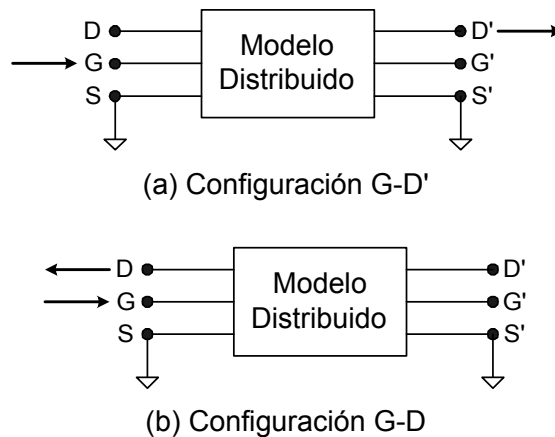 D Modelo D'
G Distribuido G'
S S'
(a) Configuración G-D'
D Modelo D'
G Distribuido G'
S S'
(b) Configuración G-D